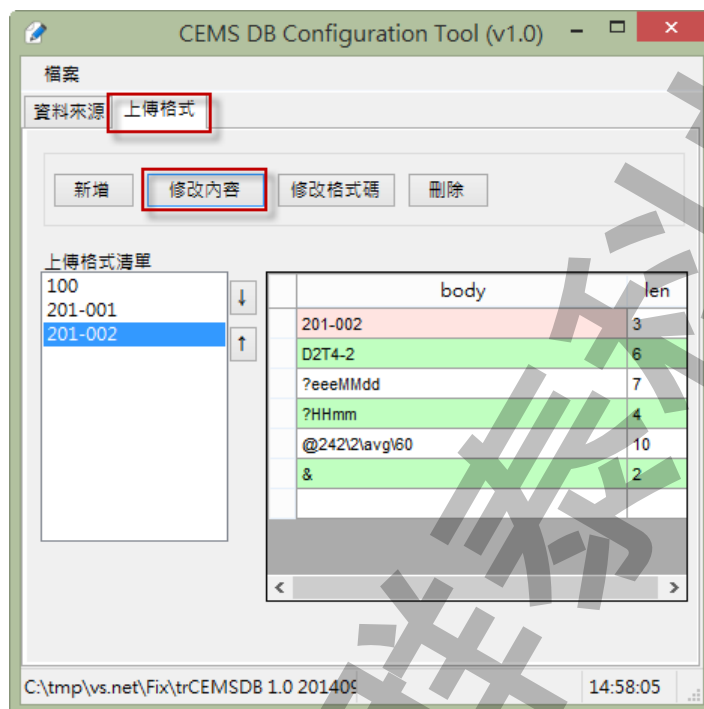 CEMS DB Configuration Tool (v1.0)
檔案
資料來源 上傳格式
新增 修改內容 修改格式碼 刪除
上傳格式清單
100
201-001
201-002
↓
↑
body len
201-002 3
D2T4-2 6
?eeeMMdd 7
?HHmm 4
@242\2\avg\60 10
& 2
C:\tmp\vs.net\Fix\trCEMSDB 1.0 201409 14:58:05